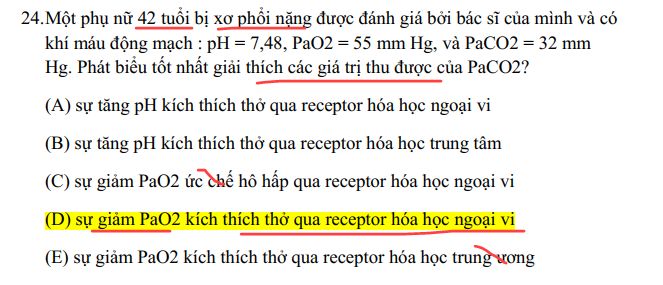 24.Một phụ nữ 42 tuổi bị xơ phổi nặng được đánh giá bởi bác sĩ của mình và có
khí máu động mạch : pH = 7,48, PaO2 = 55 mm Hg, và PaCO2 = 32 mm
Hg. Phát biểu tốt nhất giải thích các giá trị thu được của PaCO2?
(A) sự tăng pH kích thích thở qua receptor hóa học ngoại vi
(B) sự tăng pH kích thích thở qua receptor hóa học trung tâm
(C) sự giảm PaO2 ức chế hô hấp qua receptor hóa học ngoại vi
(D) sự giảm PaO2 kích thích thở qua receptor hóa học ngoại vi
(E) sự giảm PaO2 kích thích thở qua receptor hóa học trung ương